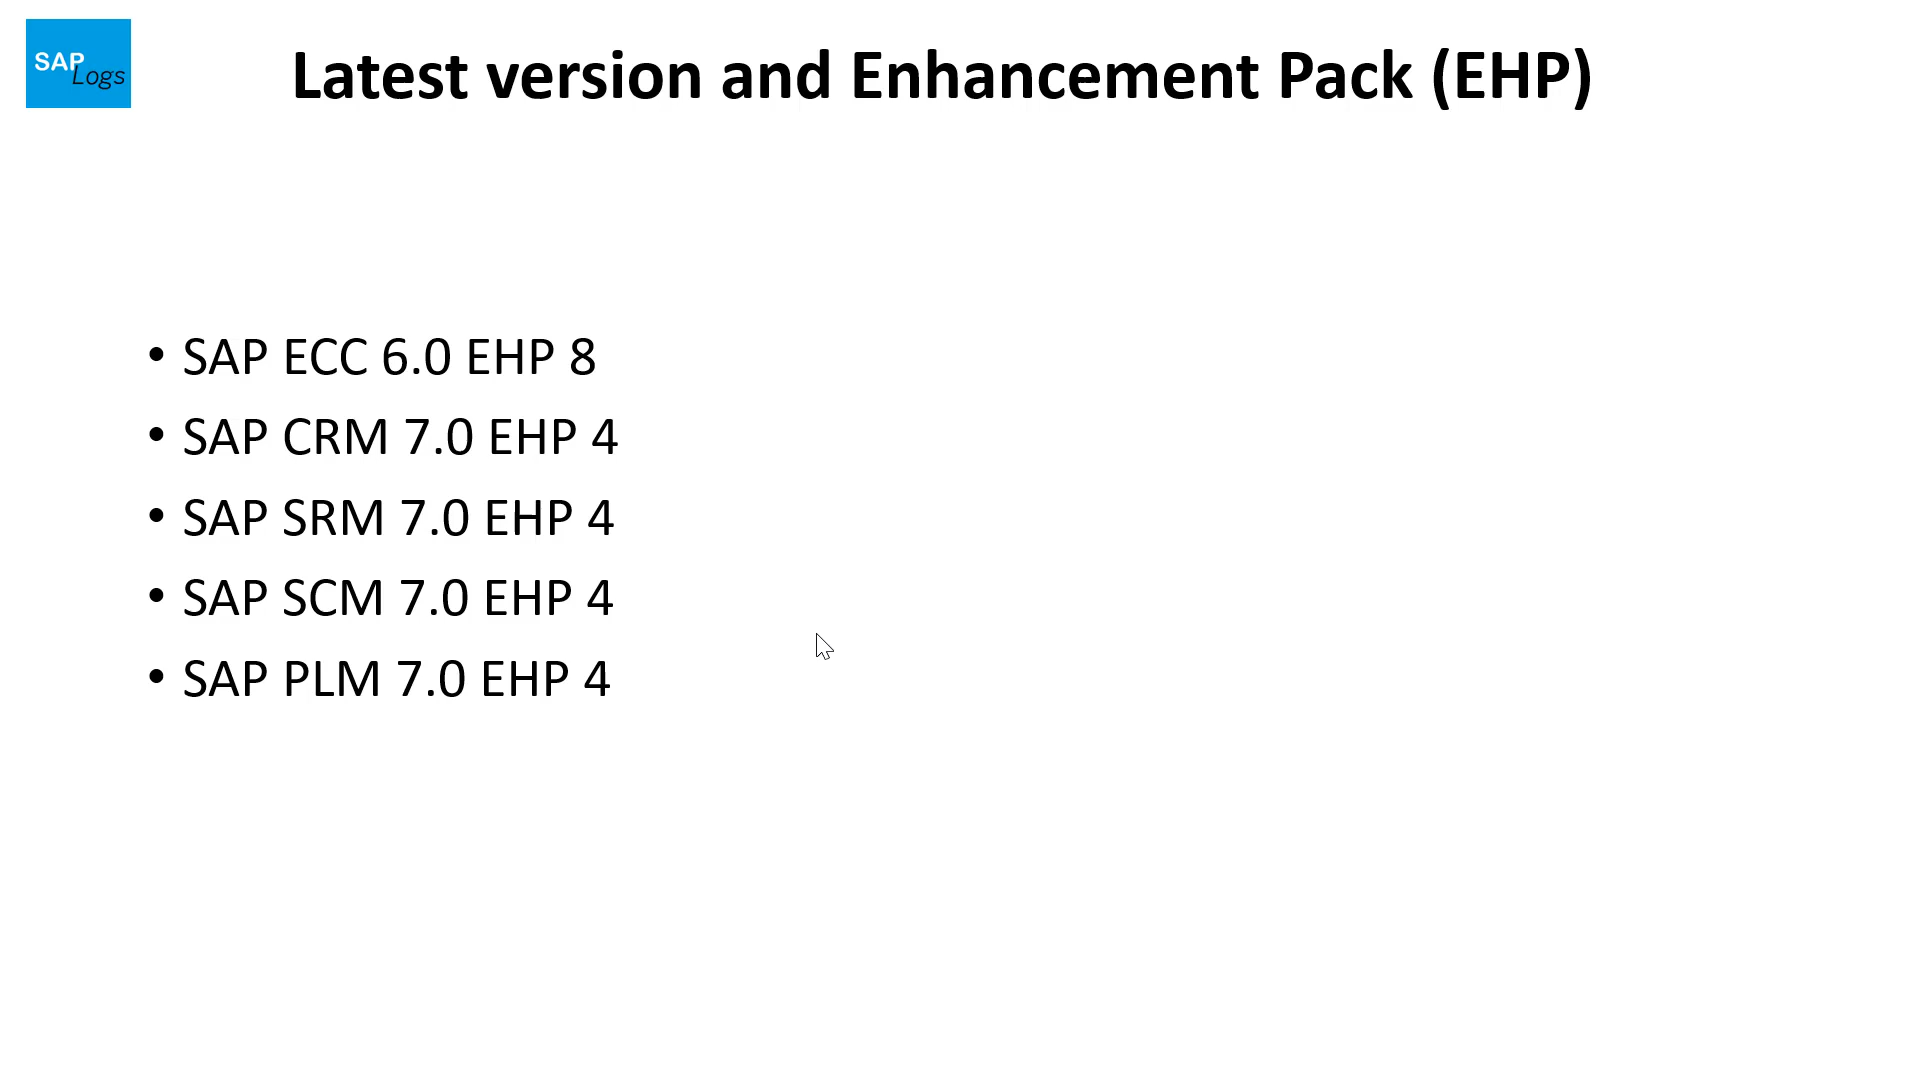 SAP
Logs
Latest version and Enhancement Pack (EHP)
• SAP ECC 6.0 EHP 8
• SAP CRM 7.0 EHP 4
• SAP SRM 7.0 EHP 4
• SAP SCM 7.0 EHP 4
• SAP PLM 7.0 EHP 4